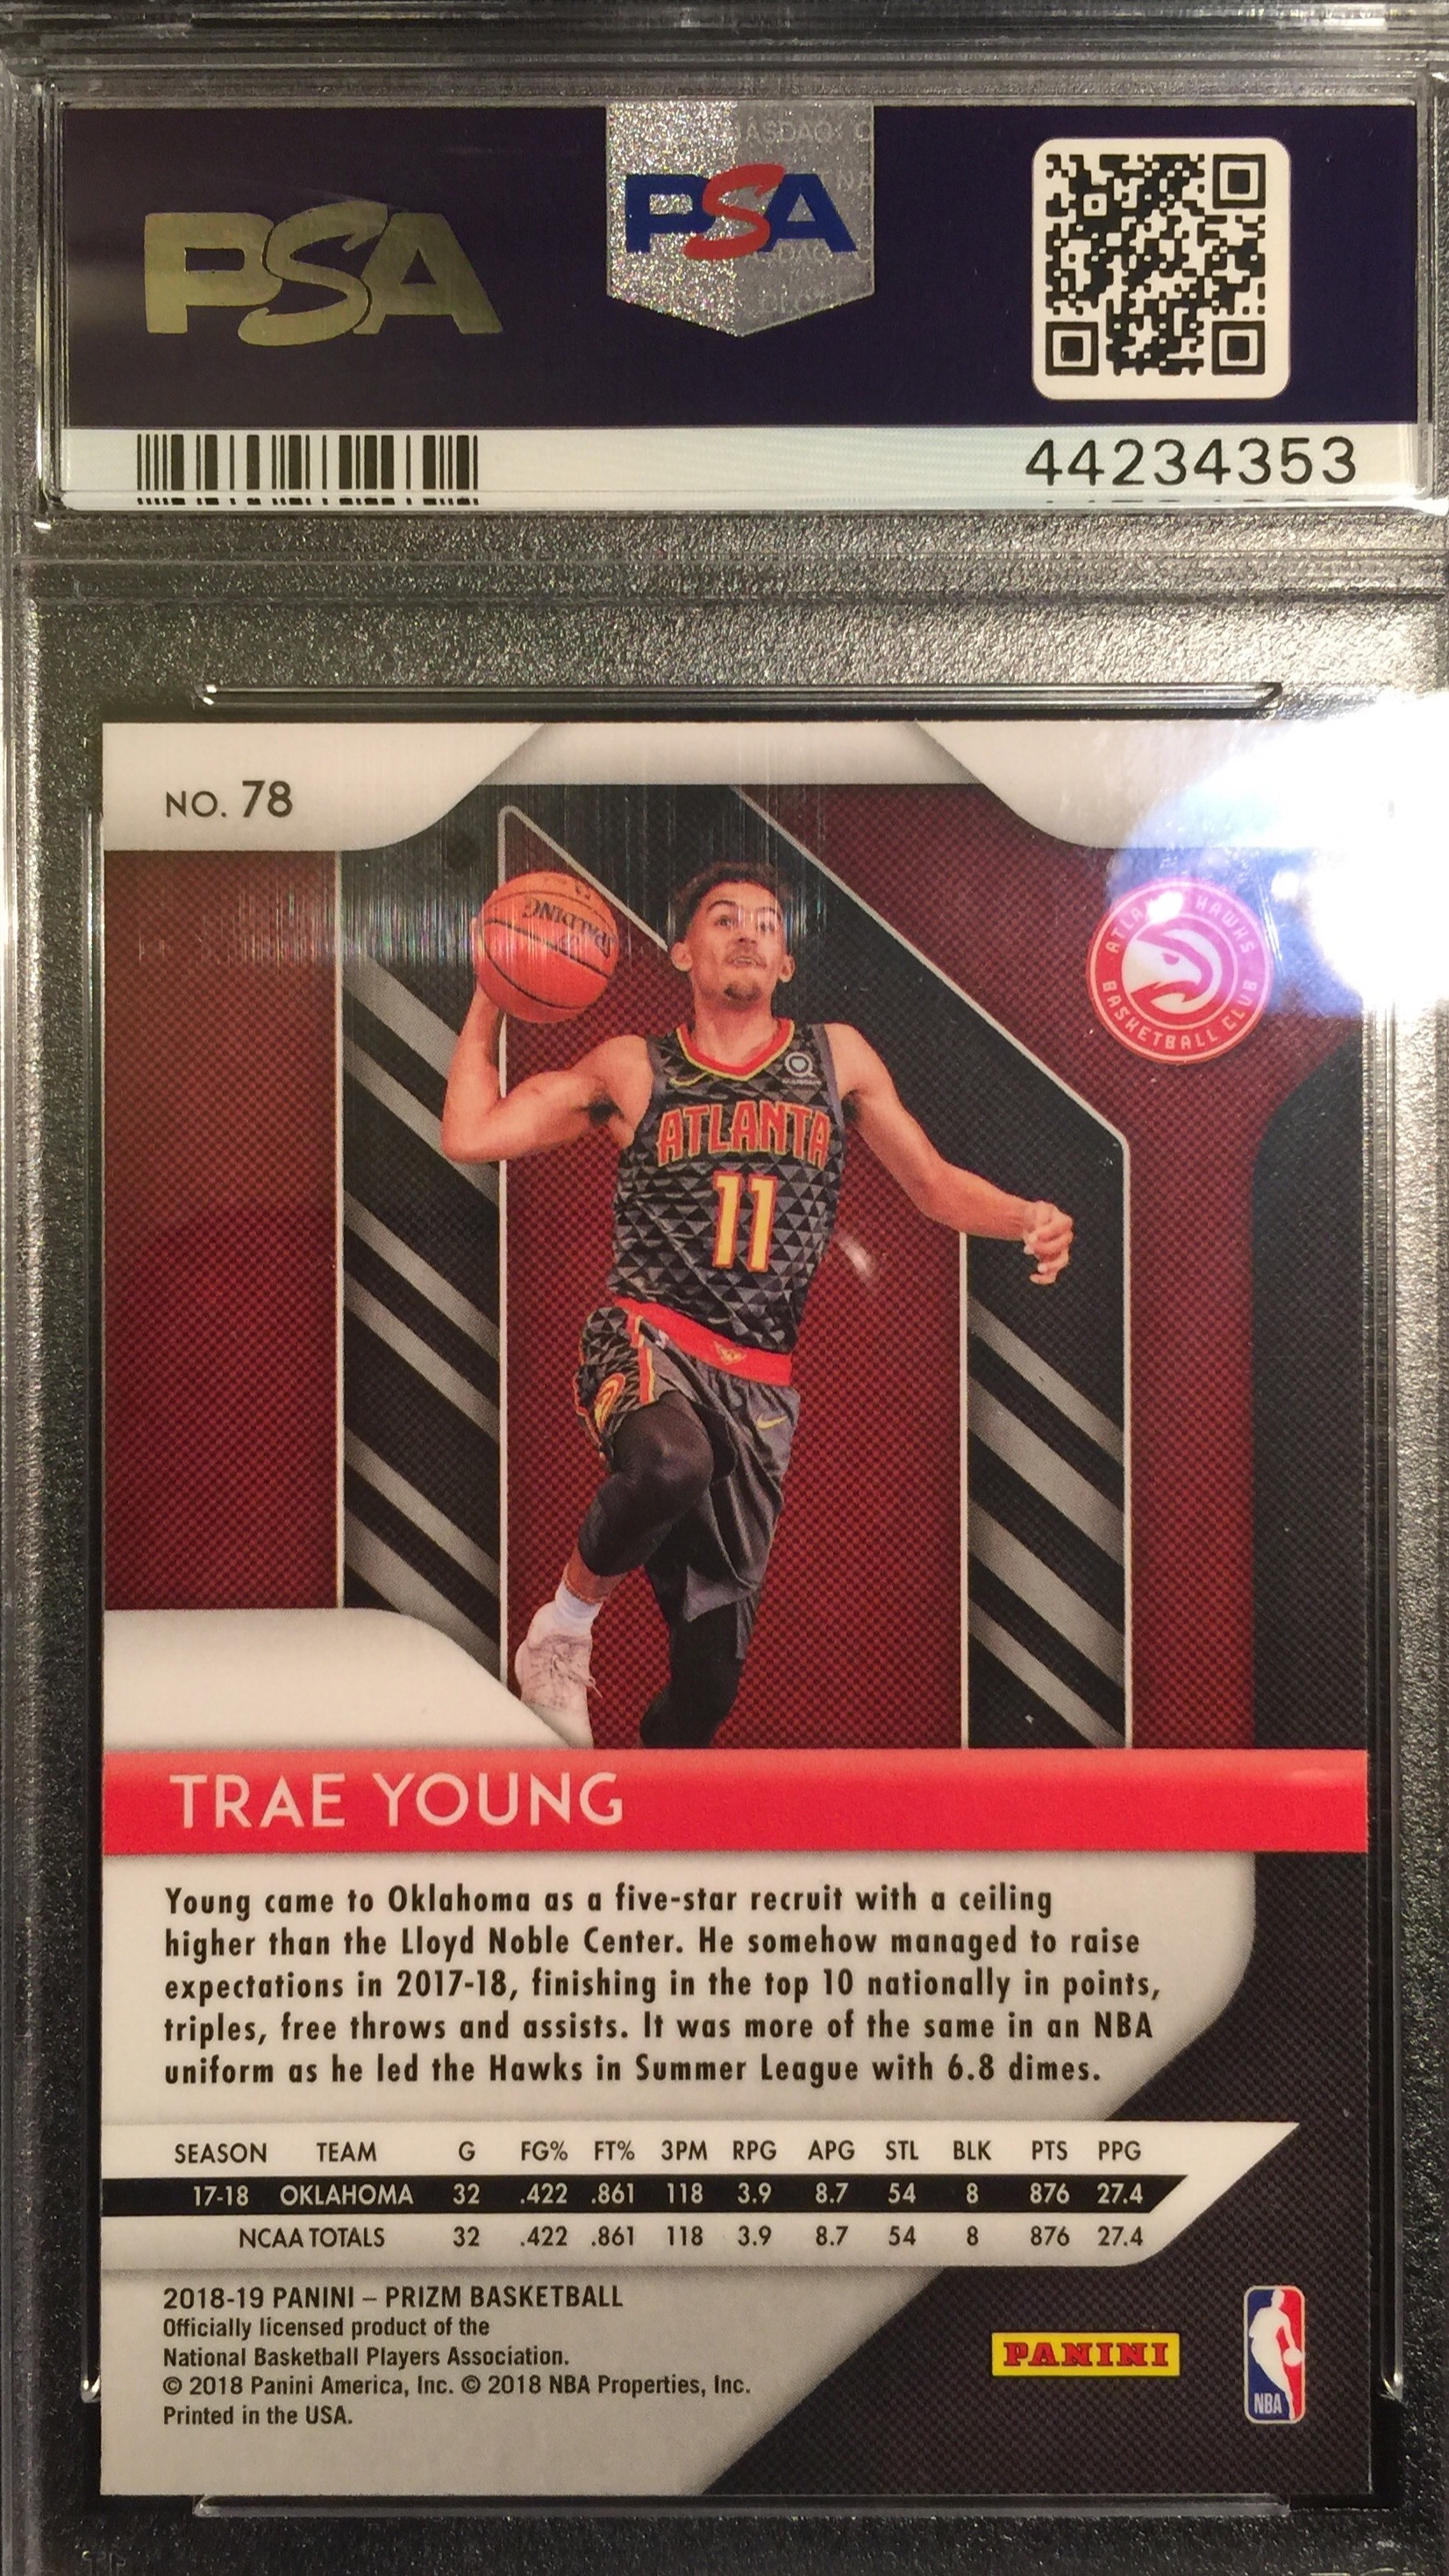 PSA
PSA
44234353
NO. 78
SPALDING
ATLANTA HAWKS
BASKETBALL CLUB
ATLANTA
11
TRAE YOUNG
Young came to Oklahoma as a five-star recruit with a ceiling
higher than the Lloyd Noble Center. He somehow managed to raise
expectations in 2017-18, finishing in the top 10 nationally in points,
triples, free throws and assists. It was more of the same in an NBA
uniform as he led the Hawks in Summer League with 6.8 dimes.
SEASON TEAM G FG% FT% 3PM RPG APG STL BLK PTS PPG
17-18 OKLAHOMA 32 .422 .861 118 3.9 8.7 54 8 876 27.4
NCAA TOTALS 32 .422 .861 118 3.9 8.7 54 8 876 27.4
2018-19 PANINI – PRIZM BASKETBALL
Officially licensed product of the
National Basketball Players Association.
© 2018 Panini America, Inc. © 2018 NBA Properties, Inc.
Printed in the USA.
PANINI
NBA